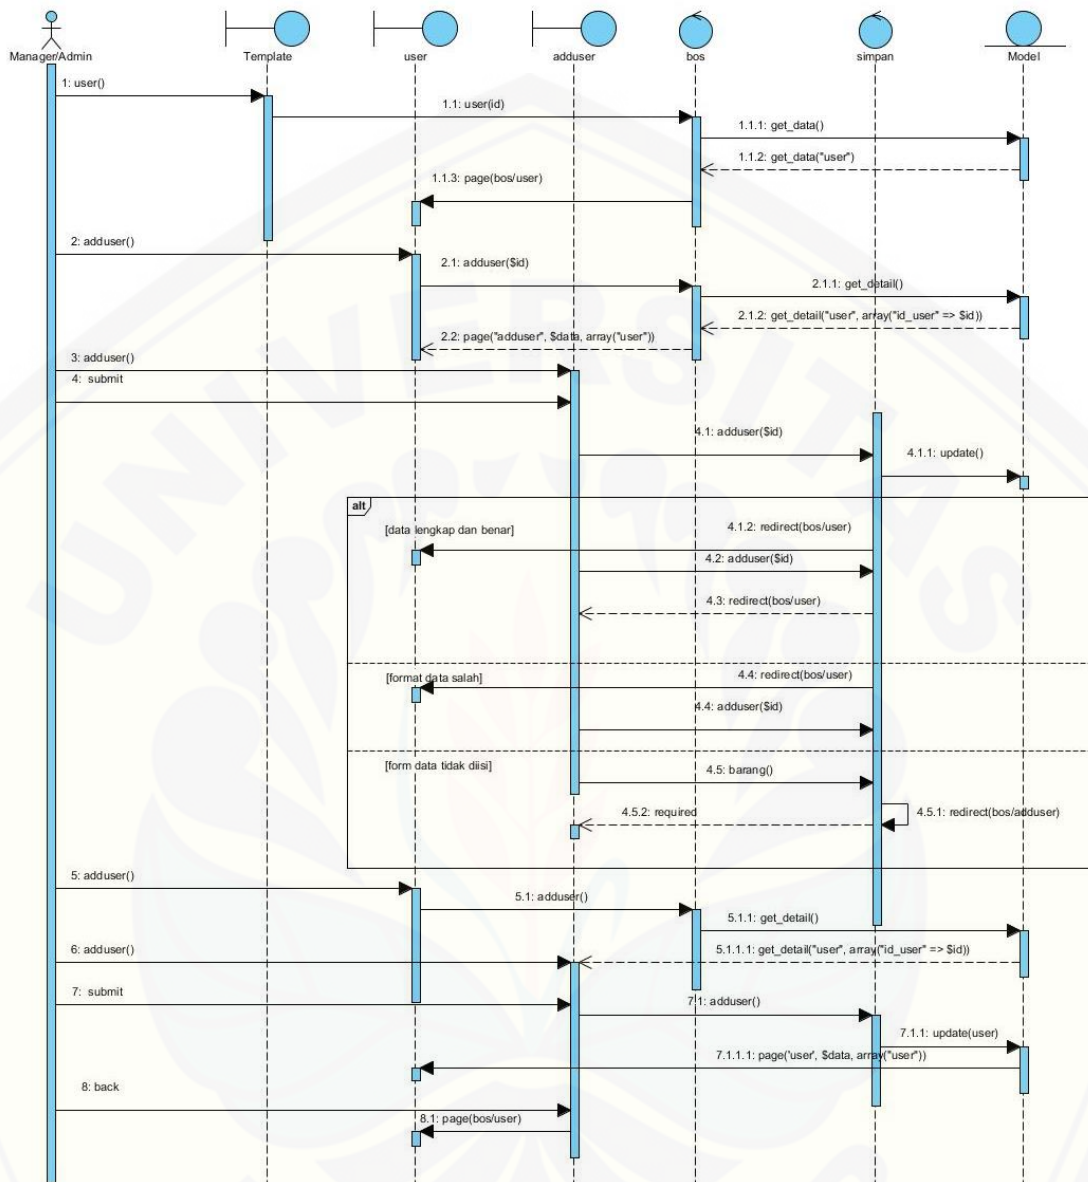 Manager/Admin
Template
user
adduser
bos
simpan
Model
1: user()
1.1: user(id)
1.1.1: get_data()
1.1.2: get_data("user")
1.1.3: page(bos/user)
2: adduser()
2.1: adduser($id)
2.1.1: get_detail()
2.1.2: get_detail("user", array("id_user" => $id))
2.2: page("adduser", $data, array("user"))
3: adduser()
4: submit
4.1: adduser($id)
4.1.1: update()
alt
[data lengkap dan benar]
4.1.2: redirect(bos/user)
4.2: adduser($id)
4.3: redirect(bos/user)
[format data salah]
4.4: redirect(bos/user)
4.4: adduser($id)
[form data tidak diisi]
4.5: barang()
4.5.2: required
4.5.1: redirect(bos/adduser)
5: adduser()
5.1: adduser()
5.1.1: get_detail()
6: adduser()
5.1.1.1: get_detail("user", array("id_user" => $id))
7: submit
7.1: adduser()
7.1.1: update(user)
7.1.1.1: page('user', $data, array("user"))
8: back
8.1: page(bos/user)
UNIVERSITAS